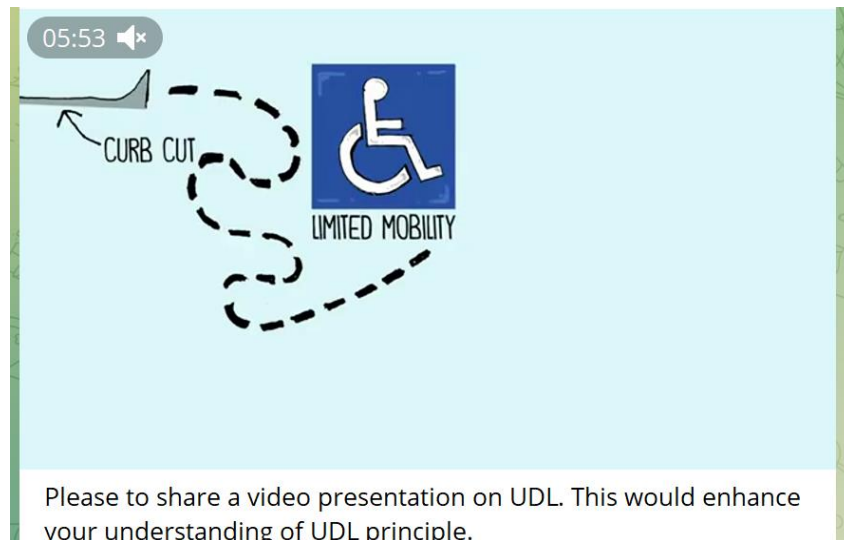 05:53
CURB CUT
LIMITED MOBILITY
Please to share a video presentation on UDL. This would enhance
your understanding of UDL principle.